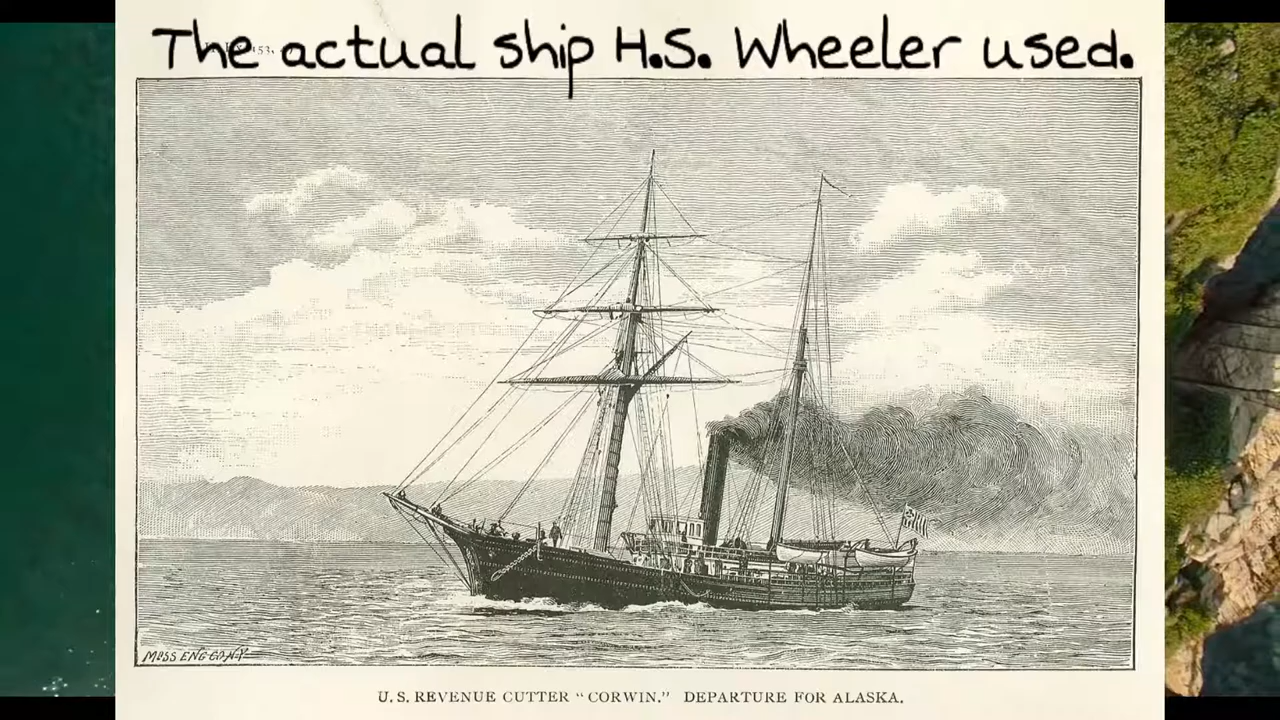 The actual ship H.S. Wheeler used.
MOSS ENG CO N.Y.
U. S. REVENUE CUTTER "CORWIN." DEPARTURE FOR ALASKA.